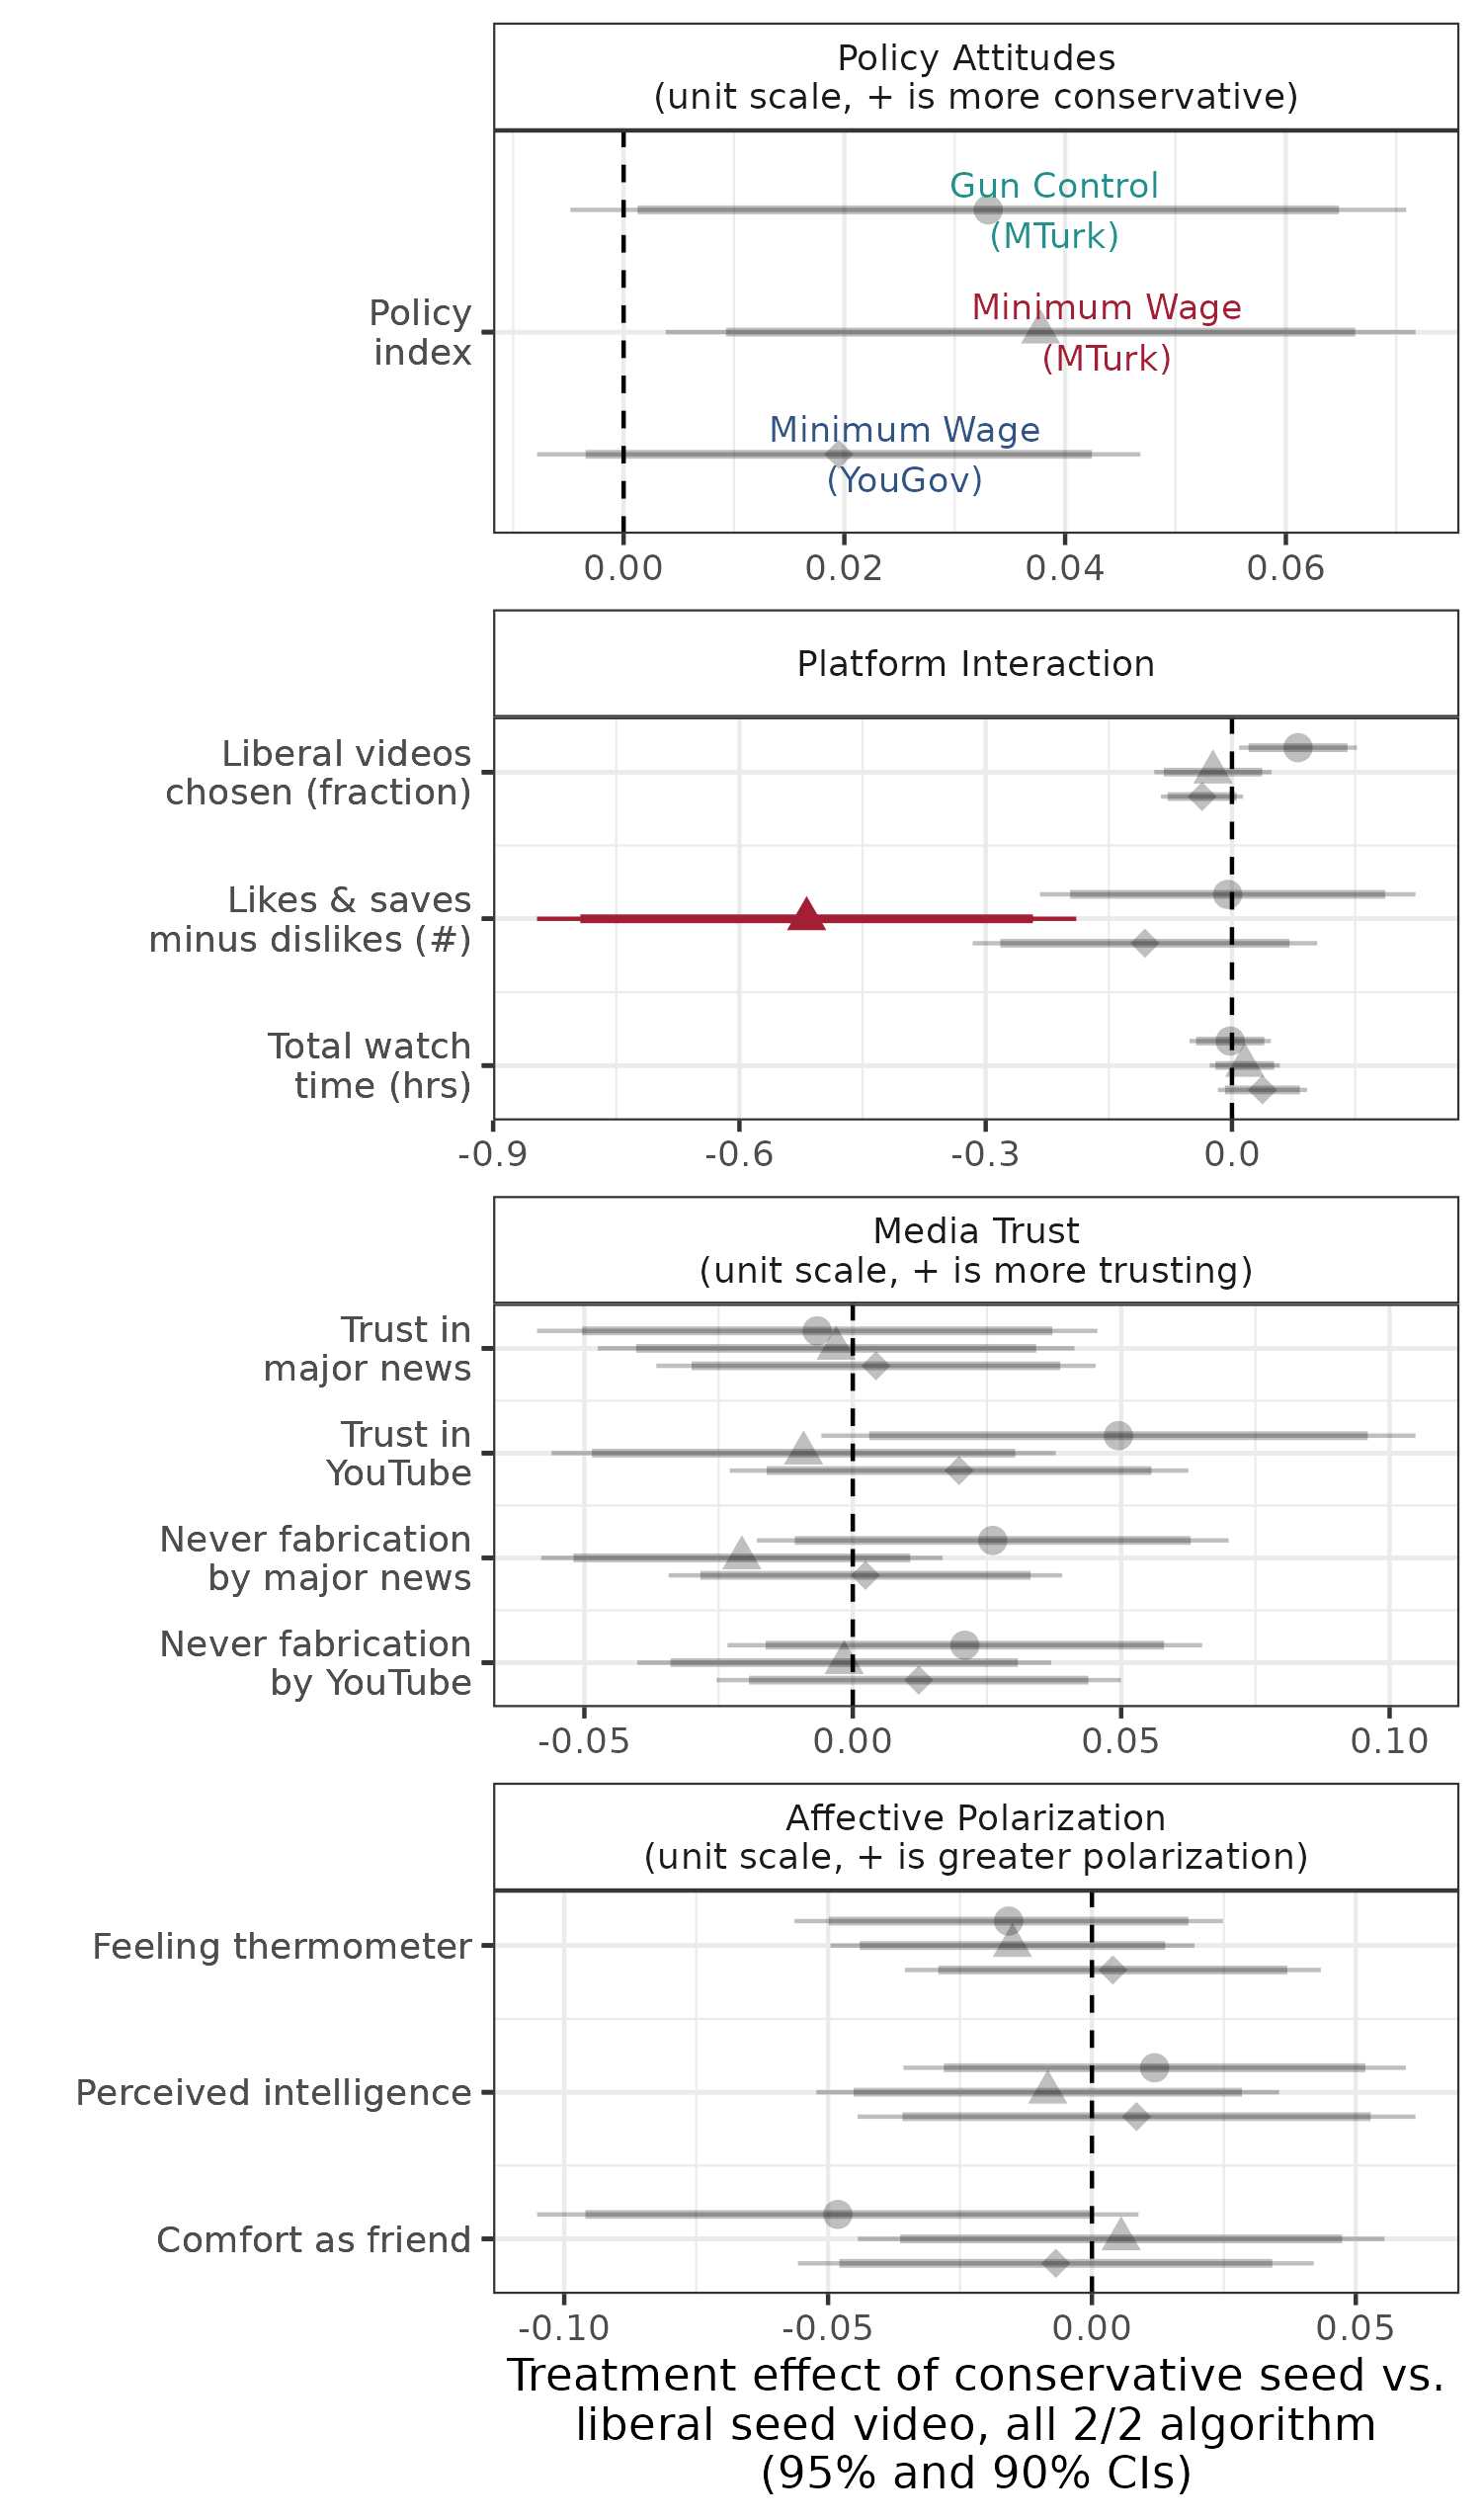 Policy Attitudes
(unit scale, + is more conservative)
Gun Control
(MTurk)
Minimum Wage
(MTurk)
Minimum Wage
(YouGov)
Policy
index
0.00 0.02 0.04 0.06
Platform Interaction
Liberal videos
chosen (fraction)
Likes & saves
minus dislikes (#)
Total watch
time (hrs)
-0.9 -0.6 -0.3 0.0
Media Trust
(unit scale, + is more trusting)
Trust in
major news
Trust in
YouTube
Never fabrication
by major news
Never fabrication
by YouTube
-0.05 0.00 0.05 0.10
Affective Polarization
(unit scale, + is greater polarization)
Feeling thermometer
Perceived intelligence
Comfort as friend
-0.10 -0.05 0.00 0.05
Treatment effect of conservative seed vs.
liberal seed video, all 2/2 algorithm
(95% and 90% CIs)